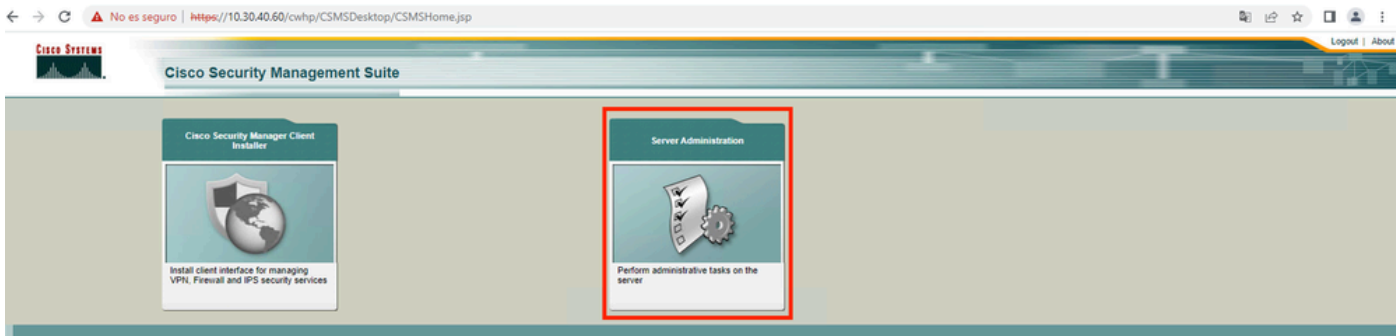 No es seguro | https://10.30.40.60/cwhp/CSMSDesktop/CSMSHome.jsp
Logout | About
CISCO SYSTEMS
Cisco Security Management Suite
Cisco Security Manager Client
Installer
Install client interface for managing
VPN, Firewall and IPS security services
Server Administration
Perform administrative tasks on the
server